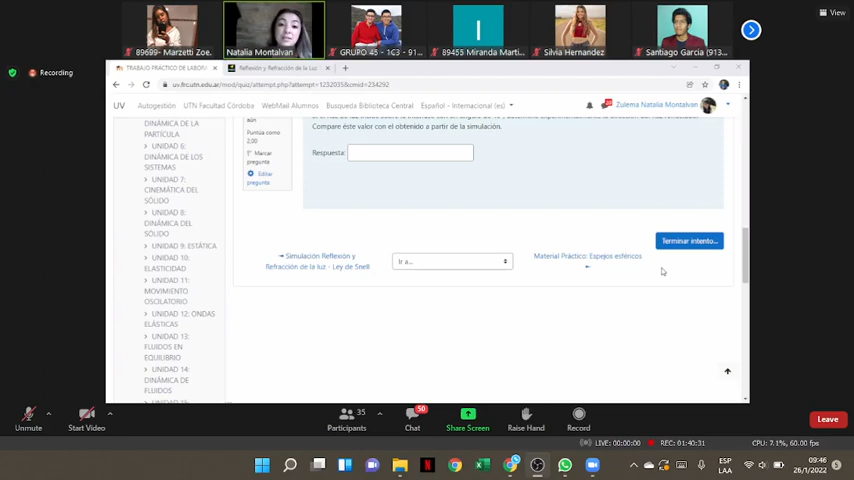 View
89699- Marzetti Zoe.
Natalia Montalvan
GRUPO 45 - 1C3 - 91...
89455 Miranda Marti...
Silvia Hernandez
Santiago Garcia (913...
Recording
TRABAJO PRÁCTICO DE LABORA
Reflexión y Refracción de la Luz
uv.frc.utn.edu.ar/mod/quiz/attempt.php?attempt=1232035&cmid=234292
UV Autogestión UTN Facultad Córdoba WebMail Alumnos Busqueda Biblioteca Central Español - Internacional (es)
Zulema Natalia Montalvan
DINÁMICA DE LA
PARTÍCULA
UNIDAD 6:
DINÁMICA DE LOS
SISTEMAS
UNIDAD 7:
CINEMÁTICA DEL
SÓLIDO
UNIDAD 8:
DINÁMICA DEL
SÓLIDO
UNIDAD 9: ESTÁTICA
UNIDAD 10:
ELASTICIDAD
UNIDAD 11:
MOVIMIENTO
OSCILATORIO
UNIDAD 12: ONDAS
ELÁSTICAS
UNIDAD 13:
FLUIDOS EN
EQUILIBRIO
UNIDAD 14:
DINÁMICA DE
FLUIDOS
aún
Puntúa como
2,00
Marcar
pregunta
Editar
pregunta
Compare éste valor con el obtenido a partir de la simulación.
Respuesta:
Terminar intento...
Simulación Reflexión y
Refracción de la luz - Ley de Snell
Ir a...
Material Práctico: Espejos esféricos
Unmute
Start Video
35
Participants
50
Chat
Share Screen
Raise Hand
Record
Leave
LIVE: 00:00:00
REC: 01:40:31
CPU: 7.1%, 60.00 fps
ESP
LAA
09:46
26/1/2022